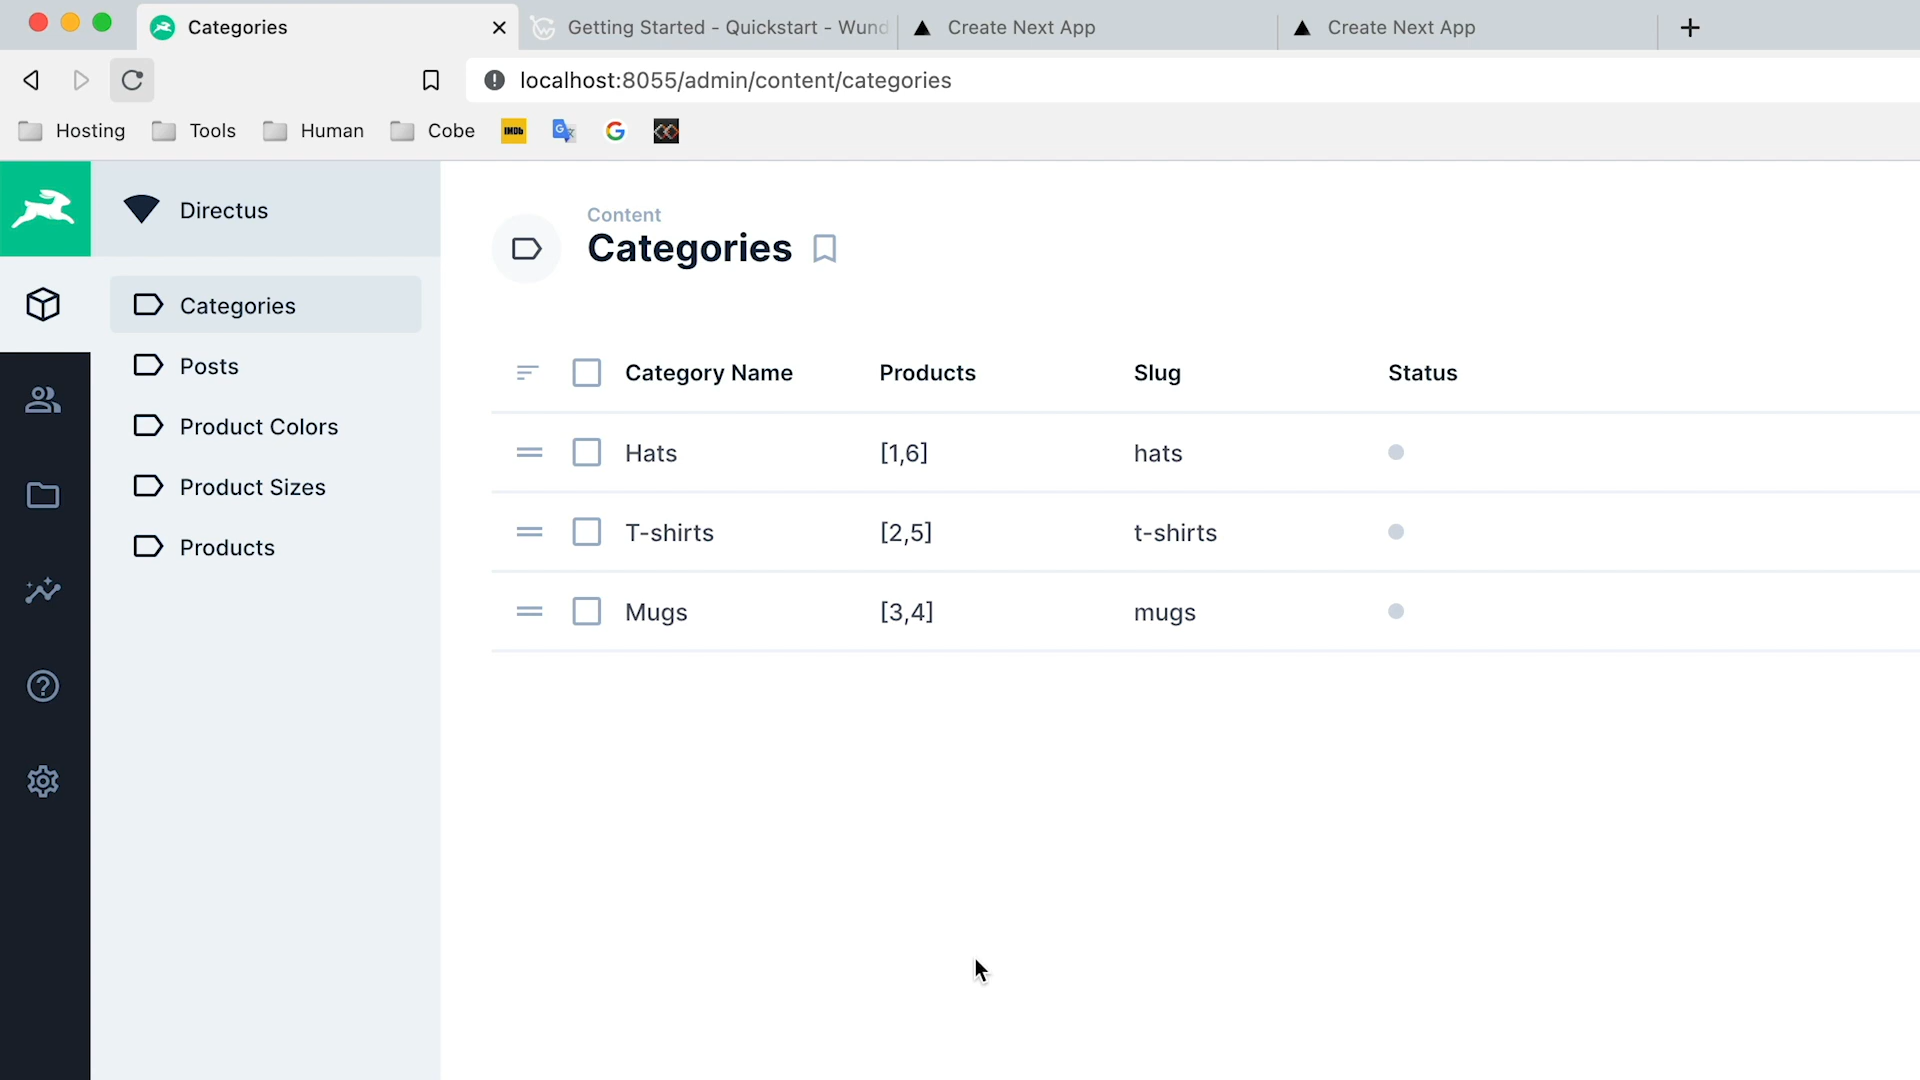 Categories
Getting Started - Quickstart - Wund
Create Next App
Create Next App
localhost:8055/admin/content/categories
Hosting
Tools
Human
Cobe
IMDb
Directus
Categories
Posts
Product Colors
Product Sizes
Products
Content
Categories
Category Name Products Slug Status
Hats [1,6] hats
T-shirts [2,5] t-shirts
Mugs [3,4] mugs